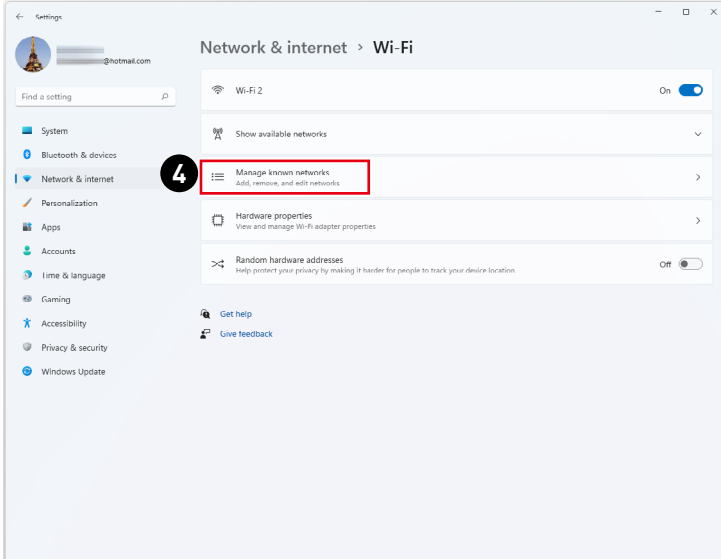 Settings
@hotmail.com
Find a setting
System
Bluetooth & devices
Network & internet
Personalization
Apps
Accounts
Time & language
Gaming
Accessibility
Privacy & security
Windows Update
Network & internet > Wi-Fi
Wi-Fi 2
On
Show available networks
4
Manage known networks
Add, remove, and edit networks
Hardware properties
View and manage Wi-Fi adapter properties
Random hardware addresses
Help protect your privacy by making it harder for people to track your device location.
Off
Get help
Give feedback